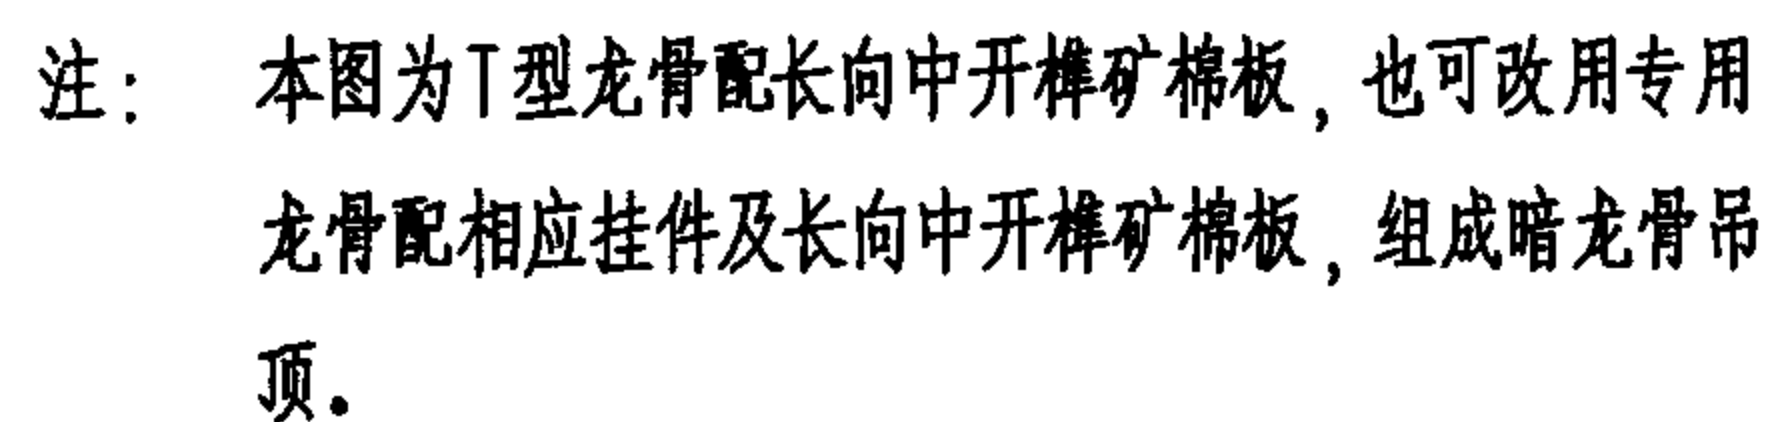 注： 本图为T型龙骨配长向中开榫矿棉板，也可改用专用
龙骨配相应挂件及长向中开榫矿棉板，组成暗龙骨吊
顶。